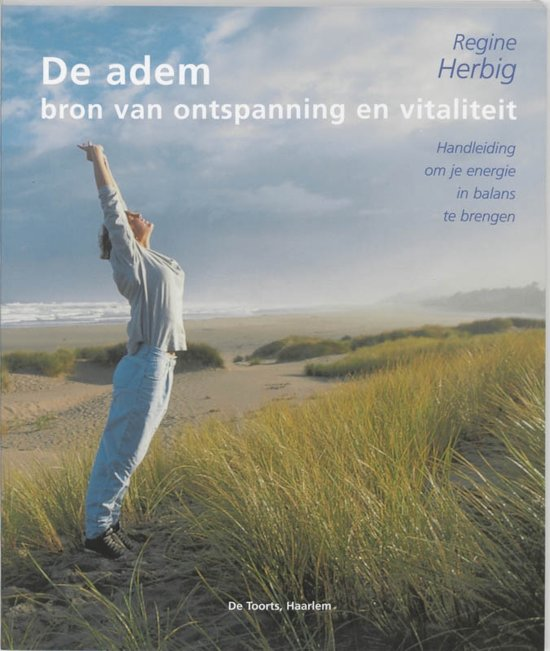 Regine
Herbig
De adem
bron van ontspanning en vitaliteit
Handleiding
om je energie
in balans
te brengen
De Toorts, Haarlem